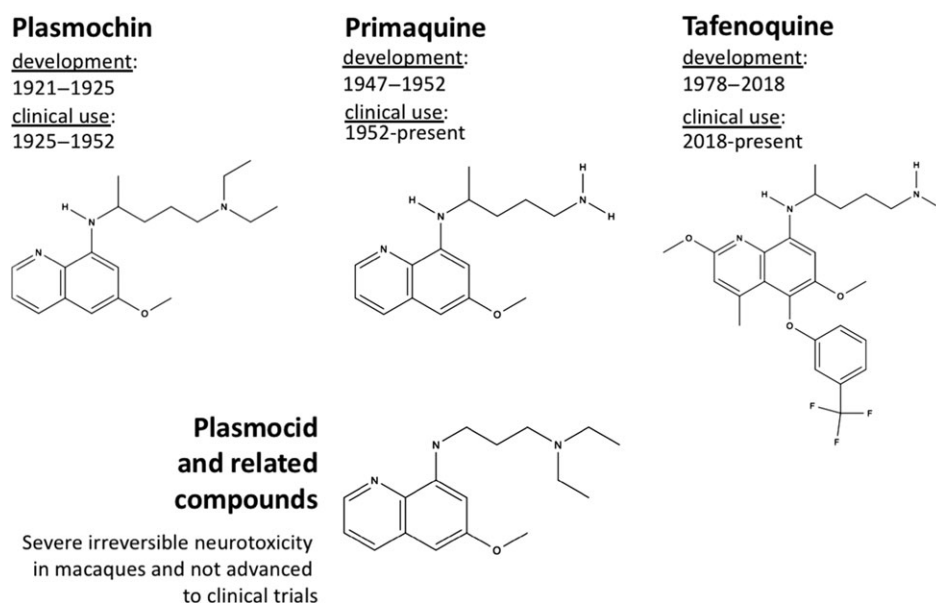 Plasmochin
development:
1921–1925
clinical use:
1925–1952
H
N
N
N
O
Primaquine
development:
1947–1952
clinical use:
1952-present
H
N
H
N
H
N
O
Tafenoquine
development:
1978–2018
clinical use:
2018-present
H
N
H
N
O
N
O
O
F
F
F
Plasmocid
and related
compounds
Severe irreversible neurotoxicity
in macaques and not advanced
to clinical trials
N
N
N
O